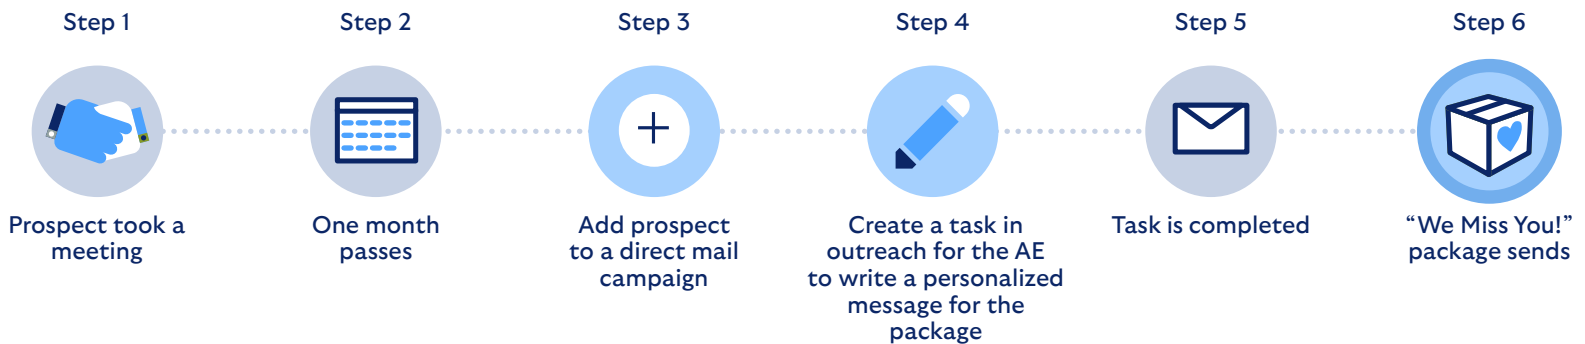 Step 1
Step 2
Step 3
Step 4
Step 5
Step 6
Prospect took a
meeting
One month
passes
Add prospect
to a direct mail
campaign
Create a task in
outreach for the AE
to write a personalized
message for the
package
Task is completed
“We Miss You!”
package sends